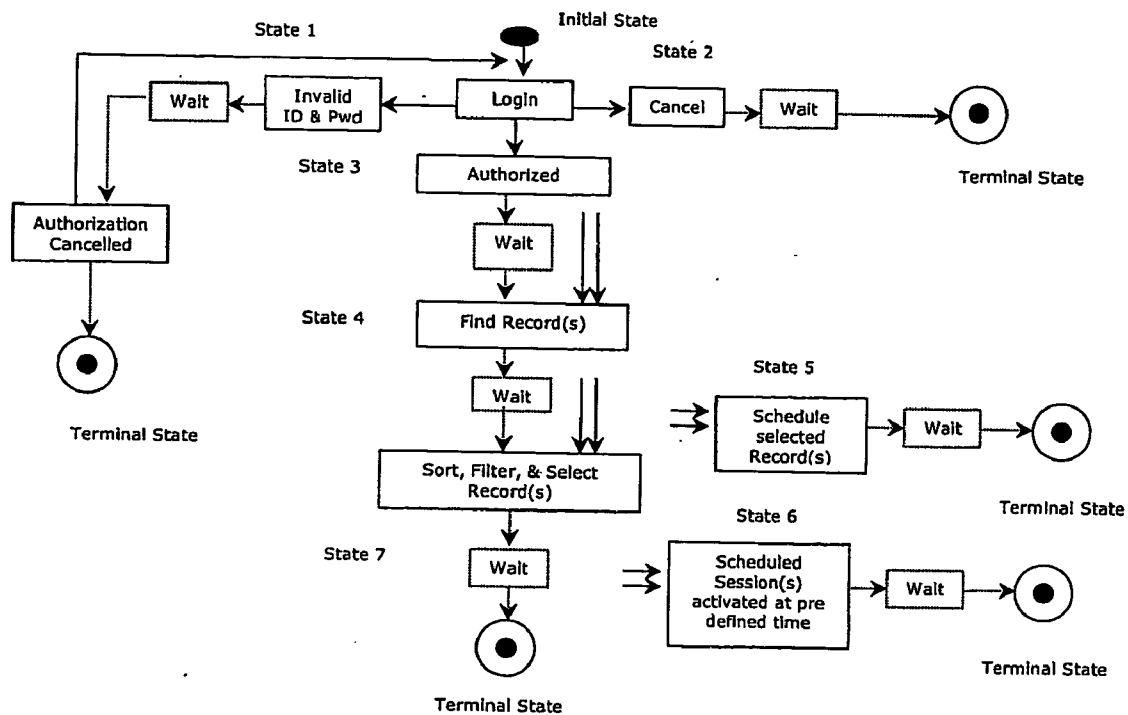 Initial State
State 1
State 2
Wait
Invalid
ID & Pwd
Login
Cancel
Wait
Terminal State
State 3
Authorized
Authorization
Cancelled
Wait
State 4
Find Record(s)
Terminal State
Wait
State 5
Schedule
selected
Record(s)
Wait
Terminal State
Sort, Filter, & Select
Record(s)
State 6
State 7
Wait
Scheduled
Session(s)
activated at pre
defined time
Wait
Terminal State
Terminal State